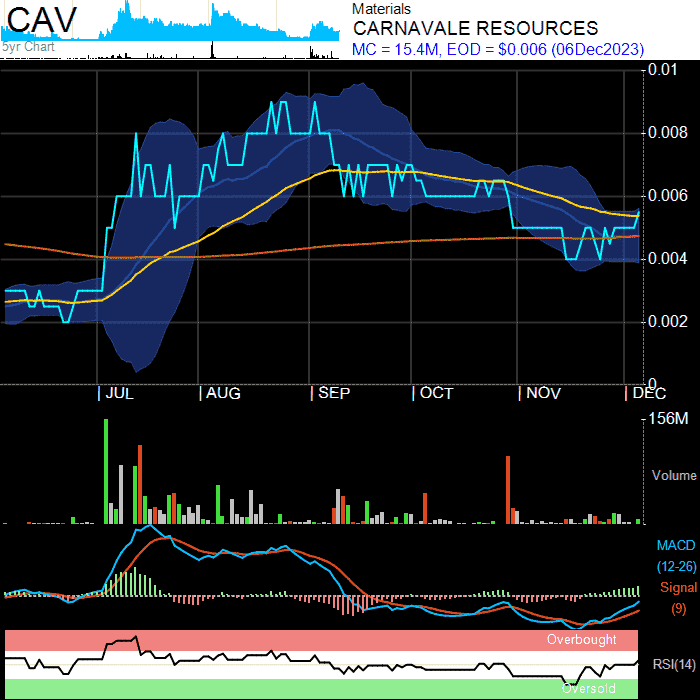 CAV
5yr Chart
Materials
CARNAVALE RESOURCES
MC = 15.4M, EOD = $0.006 (06Dec2023)
0.01
0.008
0.006
0.004
0.002
0
JUL AUG SEP OCT NOV DEC
156M
Volume
MACD
(12-26)
Signal
(9)
Overbought
RSI(14)
Oversold